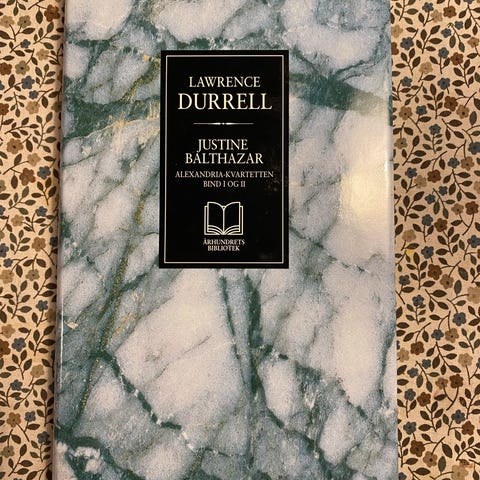 LAWRENCE
DURRELL
JUSTINE
BALTHAZAR
ALEXANDRIA-KVARTETTEN
BIND I OG II
ÅRHUNDRETS
BIBLIOTEK